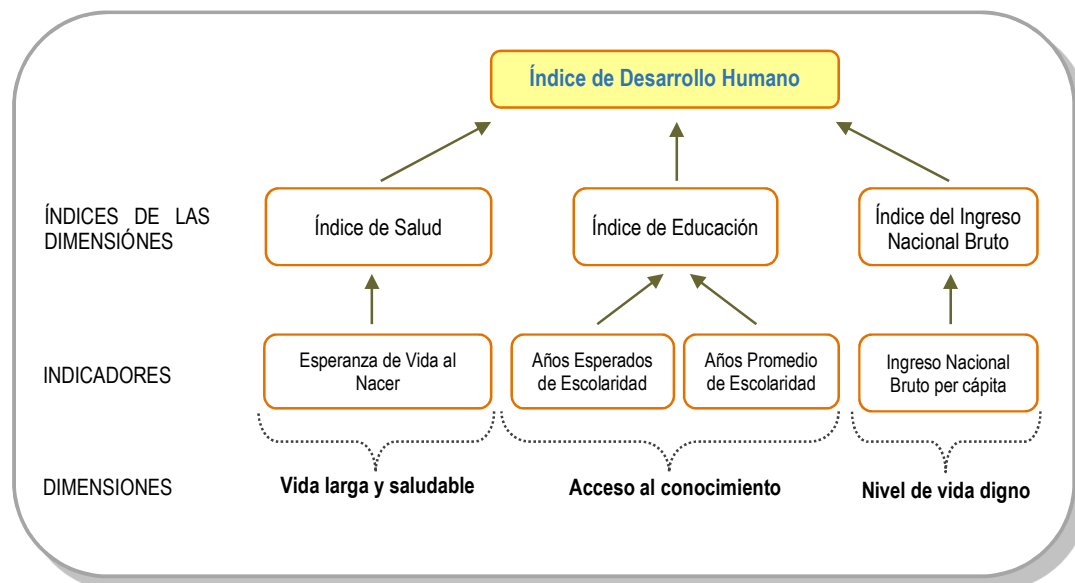 Índice de Desarrollo Humano
ÍNDICES DE LAS
DIMENSIÓNES
Índice de Salud
Índice de Educación
Índice del Ingreso
Nacional Bruto
INDICADORES
Esperanza de Vida al
Nacer
Años Esperados
de Escolaridad
Años Promedio
de Escolaridad
Ingreso Nacional
Bruto per cápita
DIMENSIONES
Vida larga y saludable
Acceso al conocimiento
Nivel de vida digno